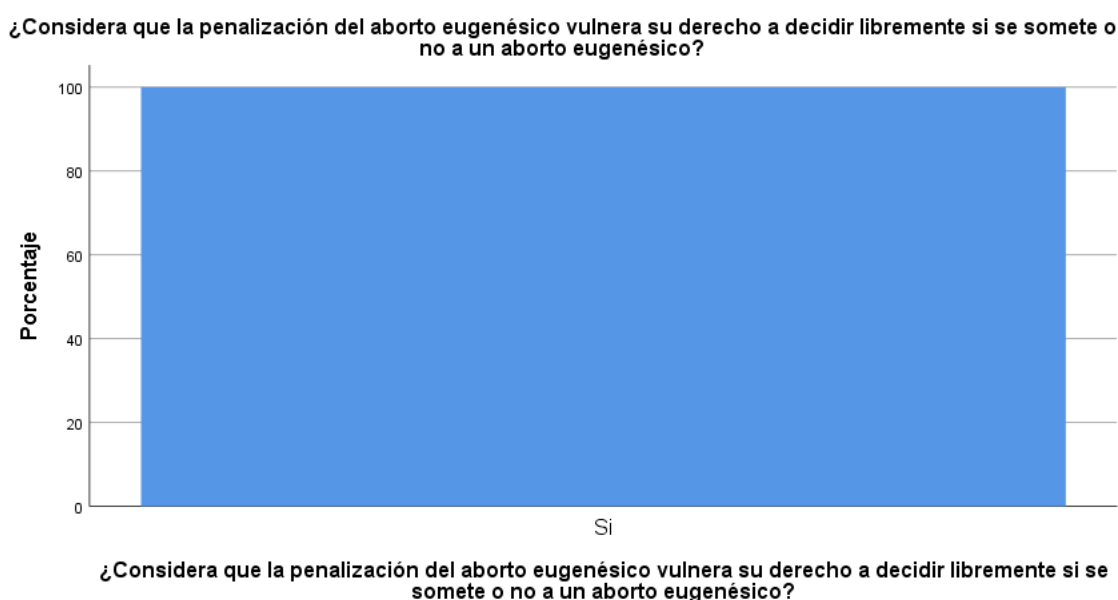 ¿Considera que la penalización del aborto eugenésico vulnera su derecho a decidir libremente si se somete o
no a un aborto eugenésico?
100
80
60
40
20
0
Porcentaje
Si
¿Considera que la penalización del aborto eugenésico vulnera su derecho a decidir libremente si se
somete o no a un aborto eugenésico?